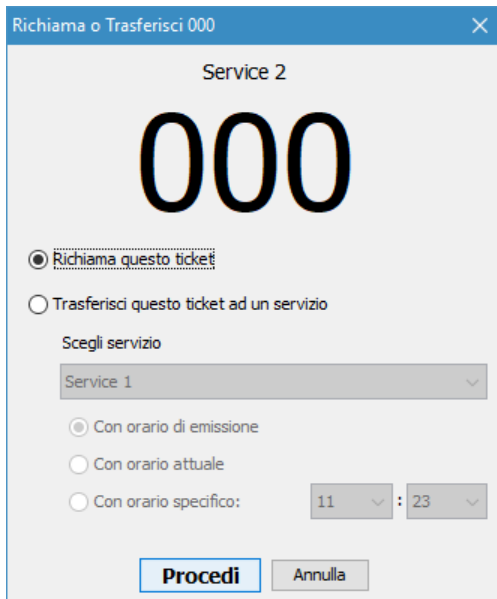 Richiama o Trasferisci 000
Service 2
000
Richiama questo ticket
Trasferisci questo ticket ad un servizio
Scegli servizio
Service 1
Con orario di emissione
Con orario attuale
Con orario specifico: 11 : 23
Procedi Annulla